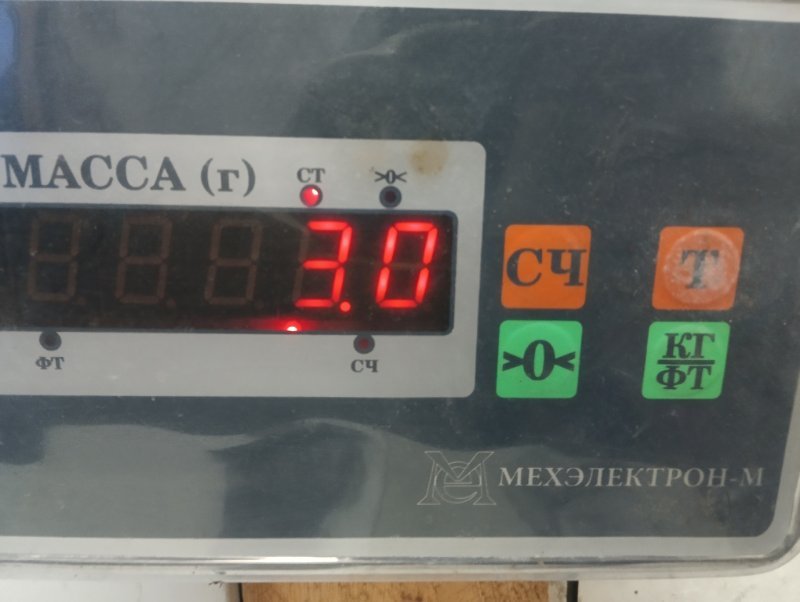 МАССА (г)
СТ >0<
3.0
ФТ СЧ
СЧ Т
>0< КГ
ФТ
МЕХЭЛЕКТРОН-М